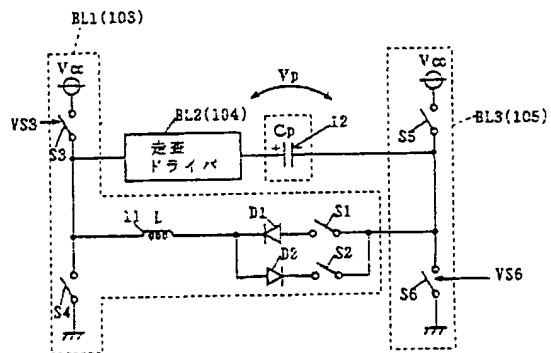 BL1(103)
Vcc
VS3
S3
BL2(104)
走査
ドライバ
Vp
Cp
+
-
12
Vcc
S5
BL3(105)
11 L
D1
S1
D2
S2
S4
S6
VS6